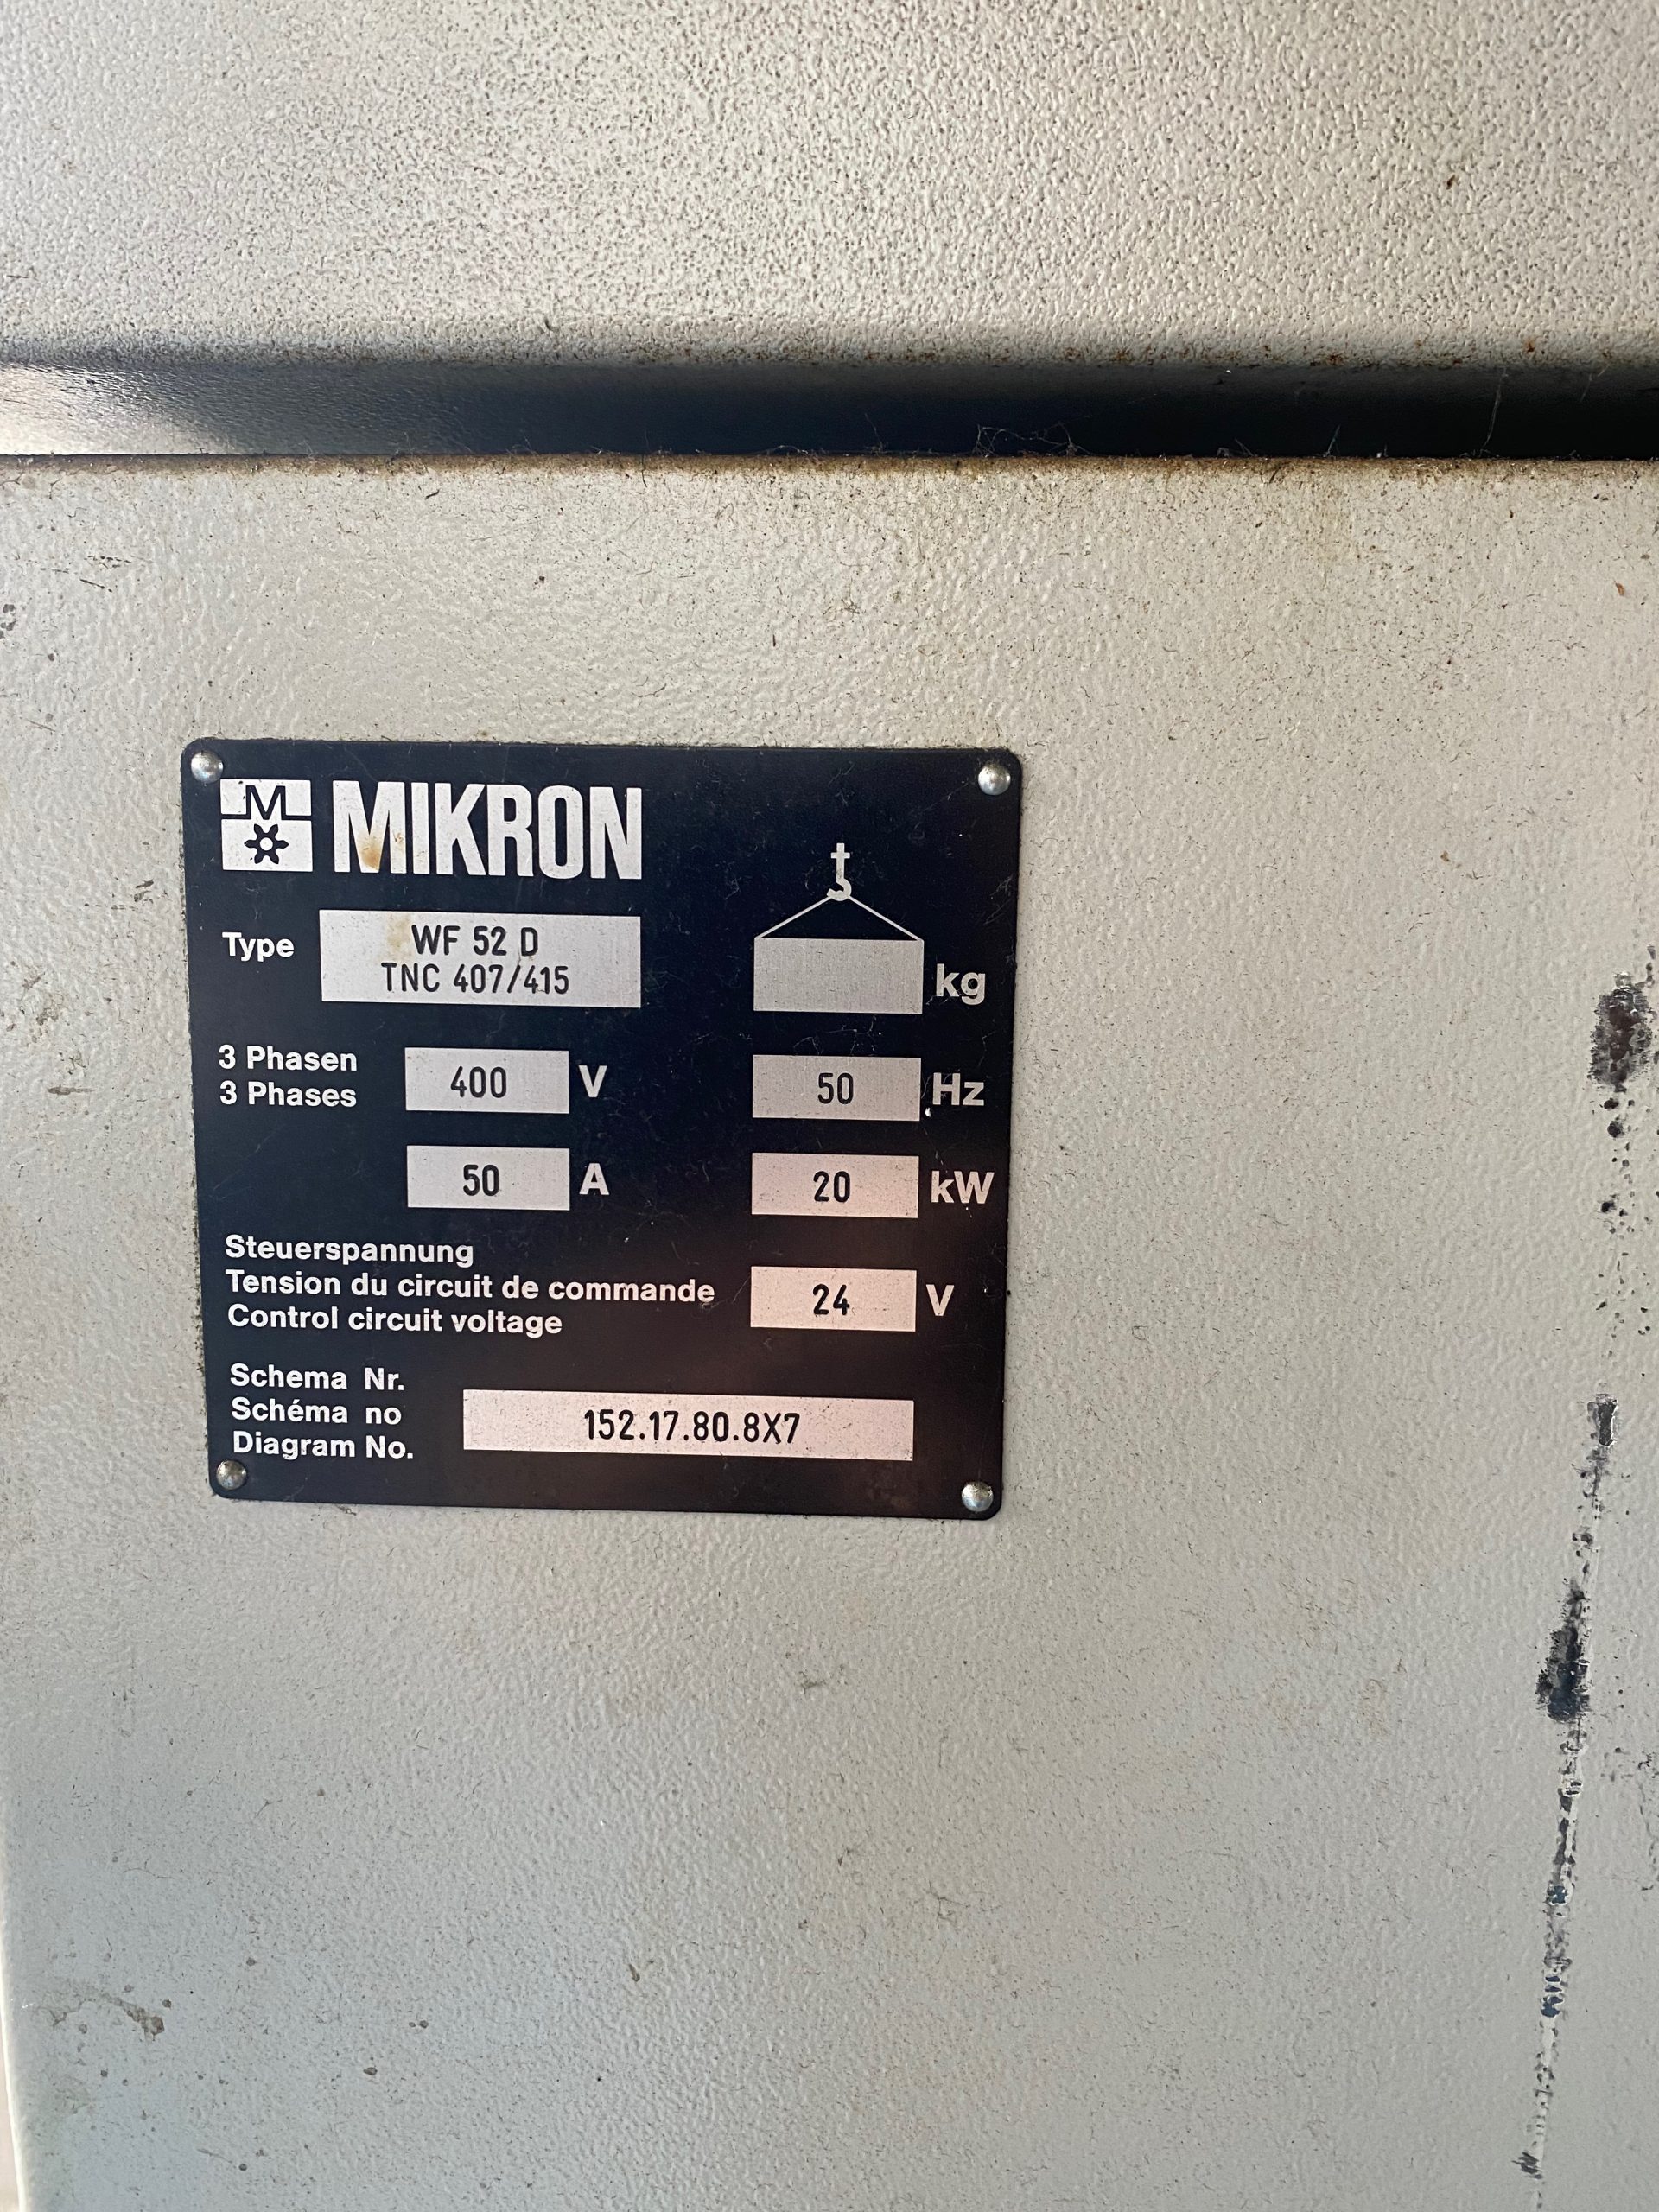 M
MIKRON
Type WF 52 D
TNC 407/415
kg
3 Phasen
3 Phases
400 V 50 Hz
50 A 20 kW
Steuerspannung
Tension du circuit de commande
Control circuit voltage
24 V
Schema Nr.
Schéma no
Diagram No.
152.17.80.8X7